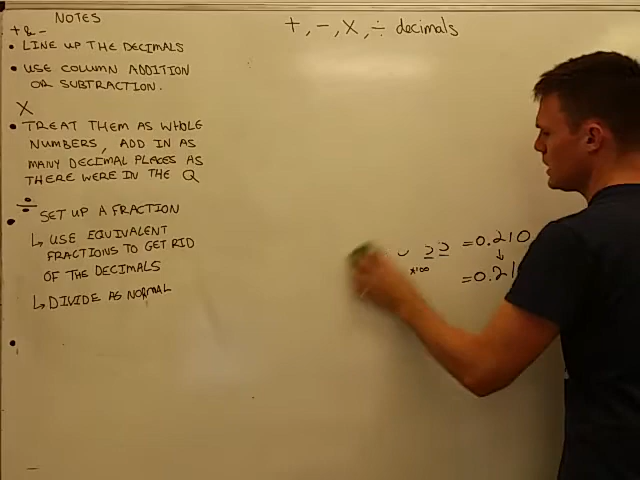 NOTES
+ & -
• LINE UP THE DECIMALS
• USE COLUMN ADDITION
OR SUBTRACTION.
X
• TREAT THEM AS WHOLE
NUMBERS, ADD IN AS
MANY DECIMAL PLACES AS
THERE WERE IN THE Q
÷
• SET UP A FRACTION
↳ USE EQUIVALENT
FRACTIONS TO GET RID
OF THE DECIMALS
↳ DIVIDE AS NORMAL
•
+, -, X, ÷ decimals
= 0.210
↓
x100
= 0.21